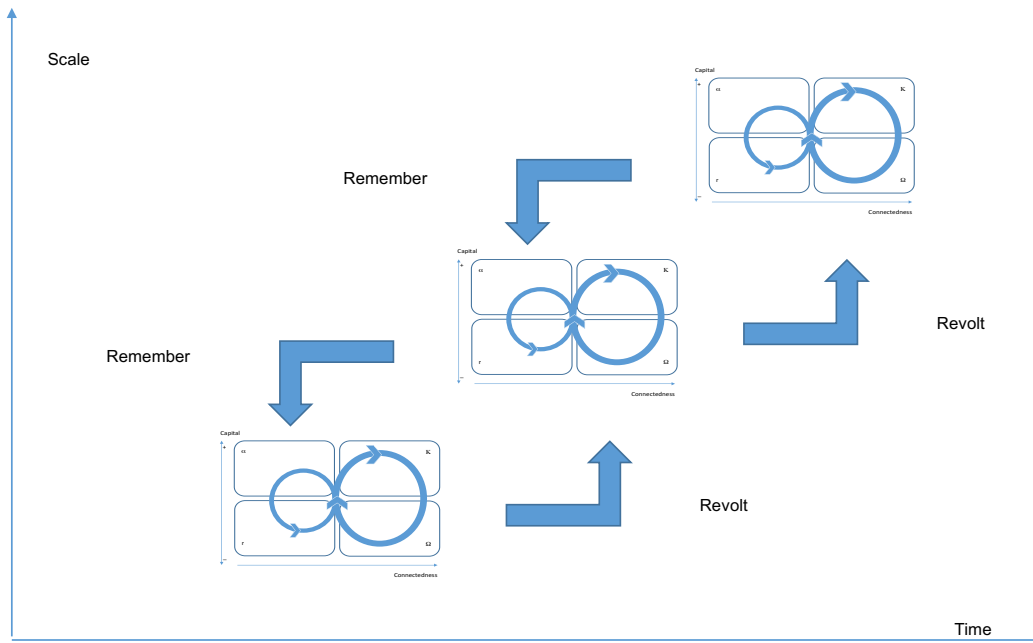 Scale
Capital
+
α
K
r
Ω
−
Connectedness
Remember
Capital
+
α
K
r
Ω
−
Connectedness
Revolt
Remember
Capital
+
α
K
r
Ω
−
Connectedness
Revolt
Time